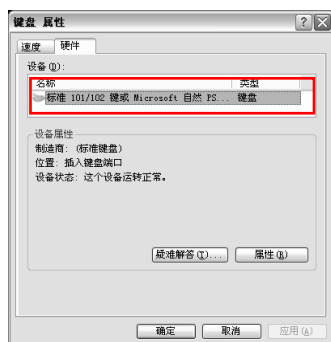 键盘 属性
速度 硬件
设备(D):
名称 类型
标准 101/102 键或 Microsoft 自然 PS... 键盘
设备属性
制造商: (标准键盘)
位置: 插入键盘端口
设备状态: 这个设备运转正常。
疑难解答(T)... 属性(R)
确定 取消 应用(A)